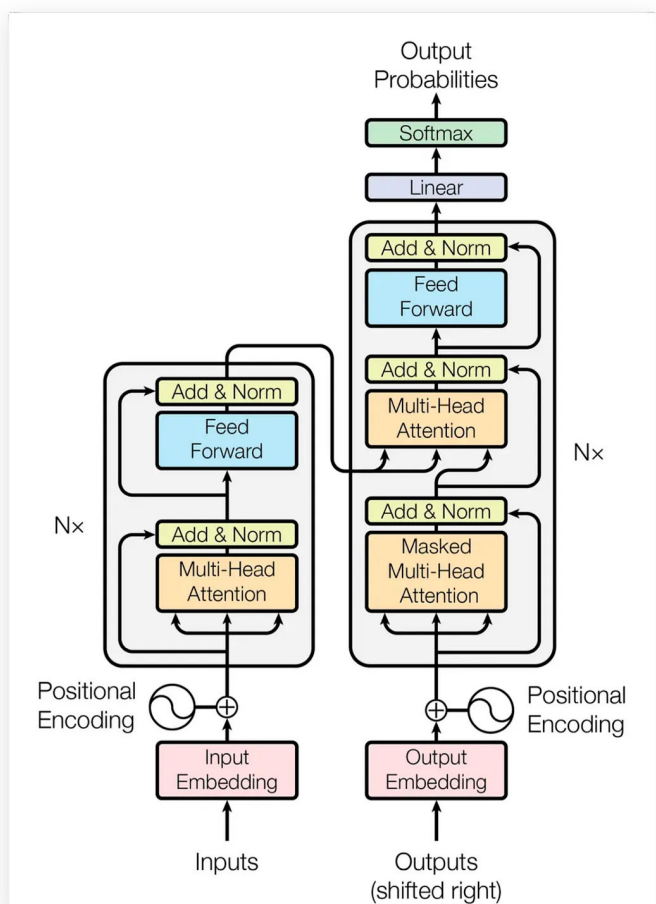 Output
Probabilities
Softmax
Linear
Add & Norm
Feed
Forward
Add & Norm
Multi-Head
Attention
Add & Norm
Masked
Multi-Head
Attention
Nx
Add & Norm
Feed
Forward
Add & Norm
Multi-Head
Attention
Nx
Positional
Encoding
Positional
Encoding
Input
Embedding
Output
Embedding
Inputs
Outputs
(shifted right)